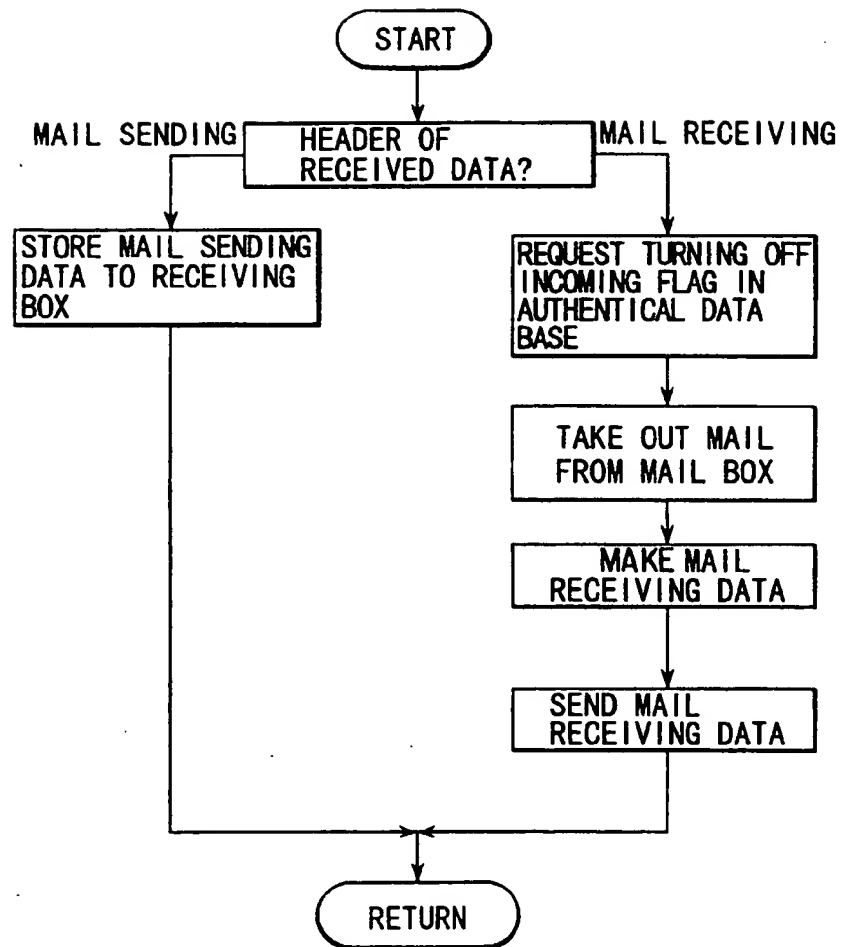 START
MAIL SENDING
HEADER OF
RECEIVED DATA?
MAIL RECEIVING
STORE MAIL SENDING
DATA TO RECEIVING
BOX
REQUEST TURNING OFF
INCOMING FLAG IN
AUTHENTICAL DATA
BASE
TAKE OUT MAIL
FROM MAIL BOX
MAKE MAIL
RECEIVING DATA
SEND MAIL
RECEIVING DATA
RETURN